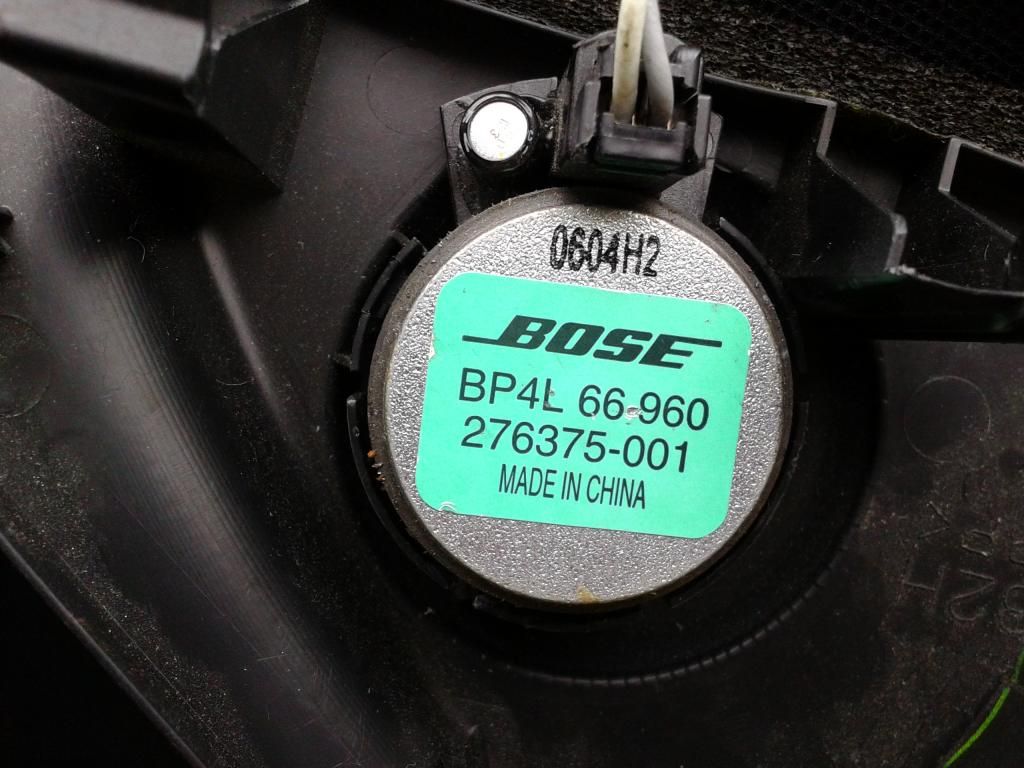 0604H2
BOSE
BP4L 66 960
276375-001
MADE IN CHINA